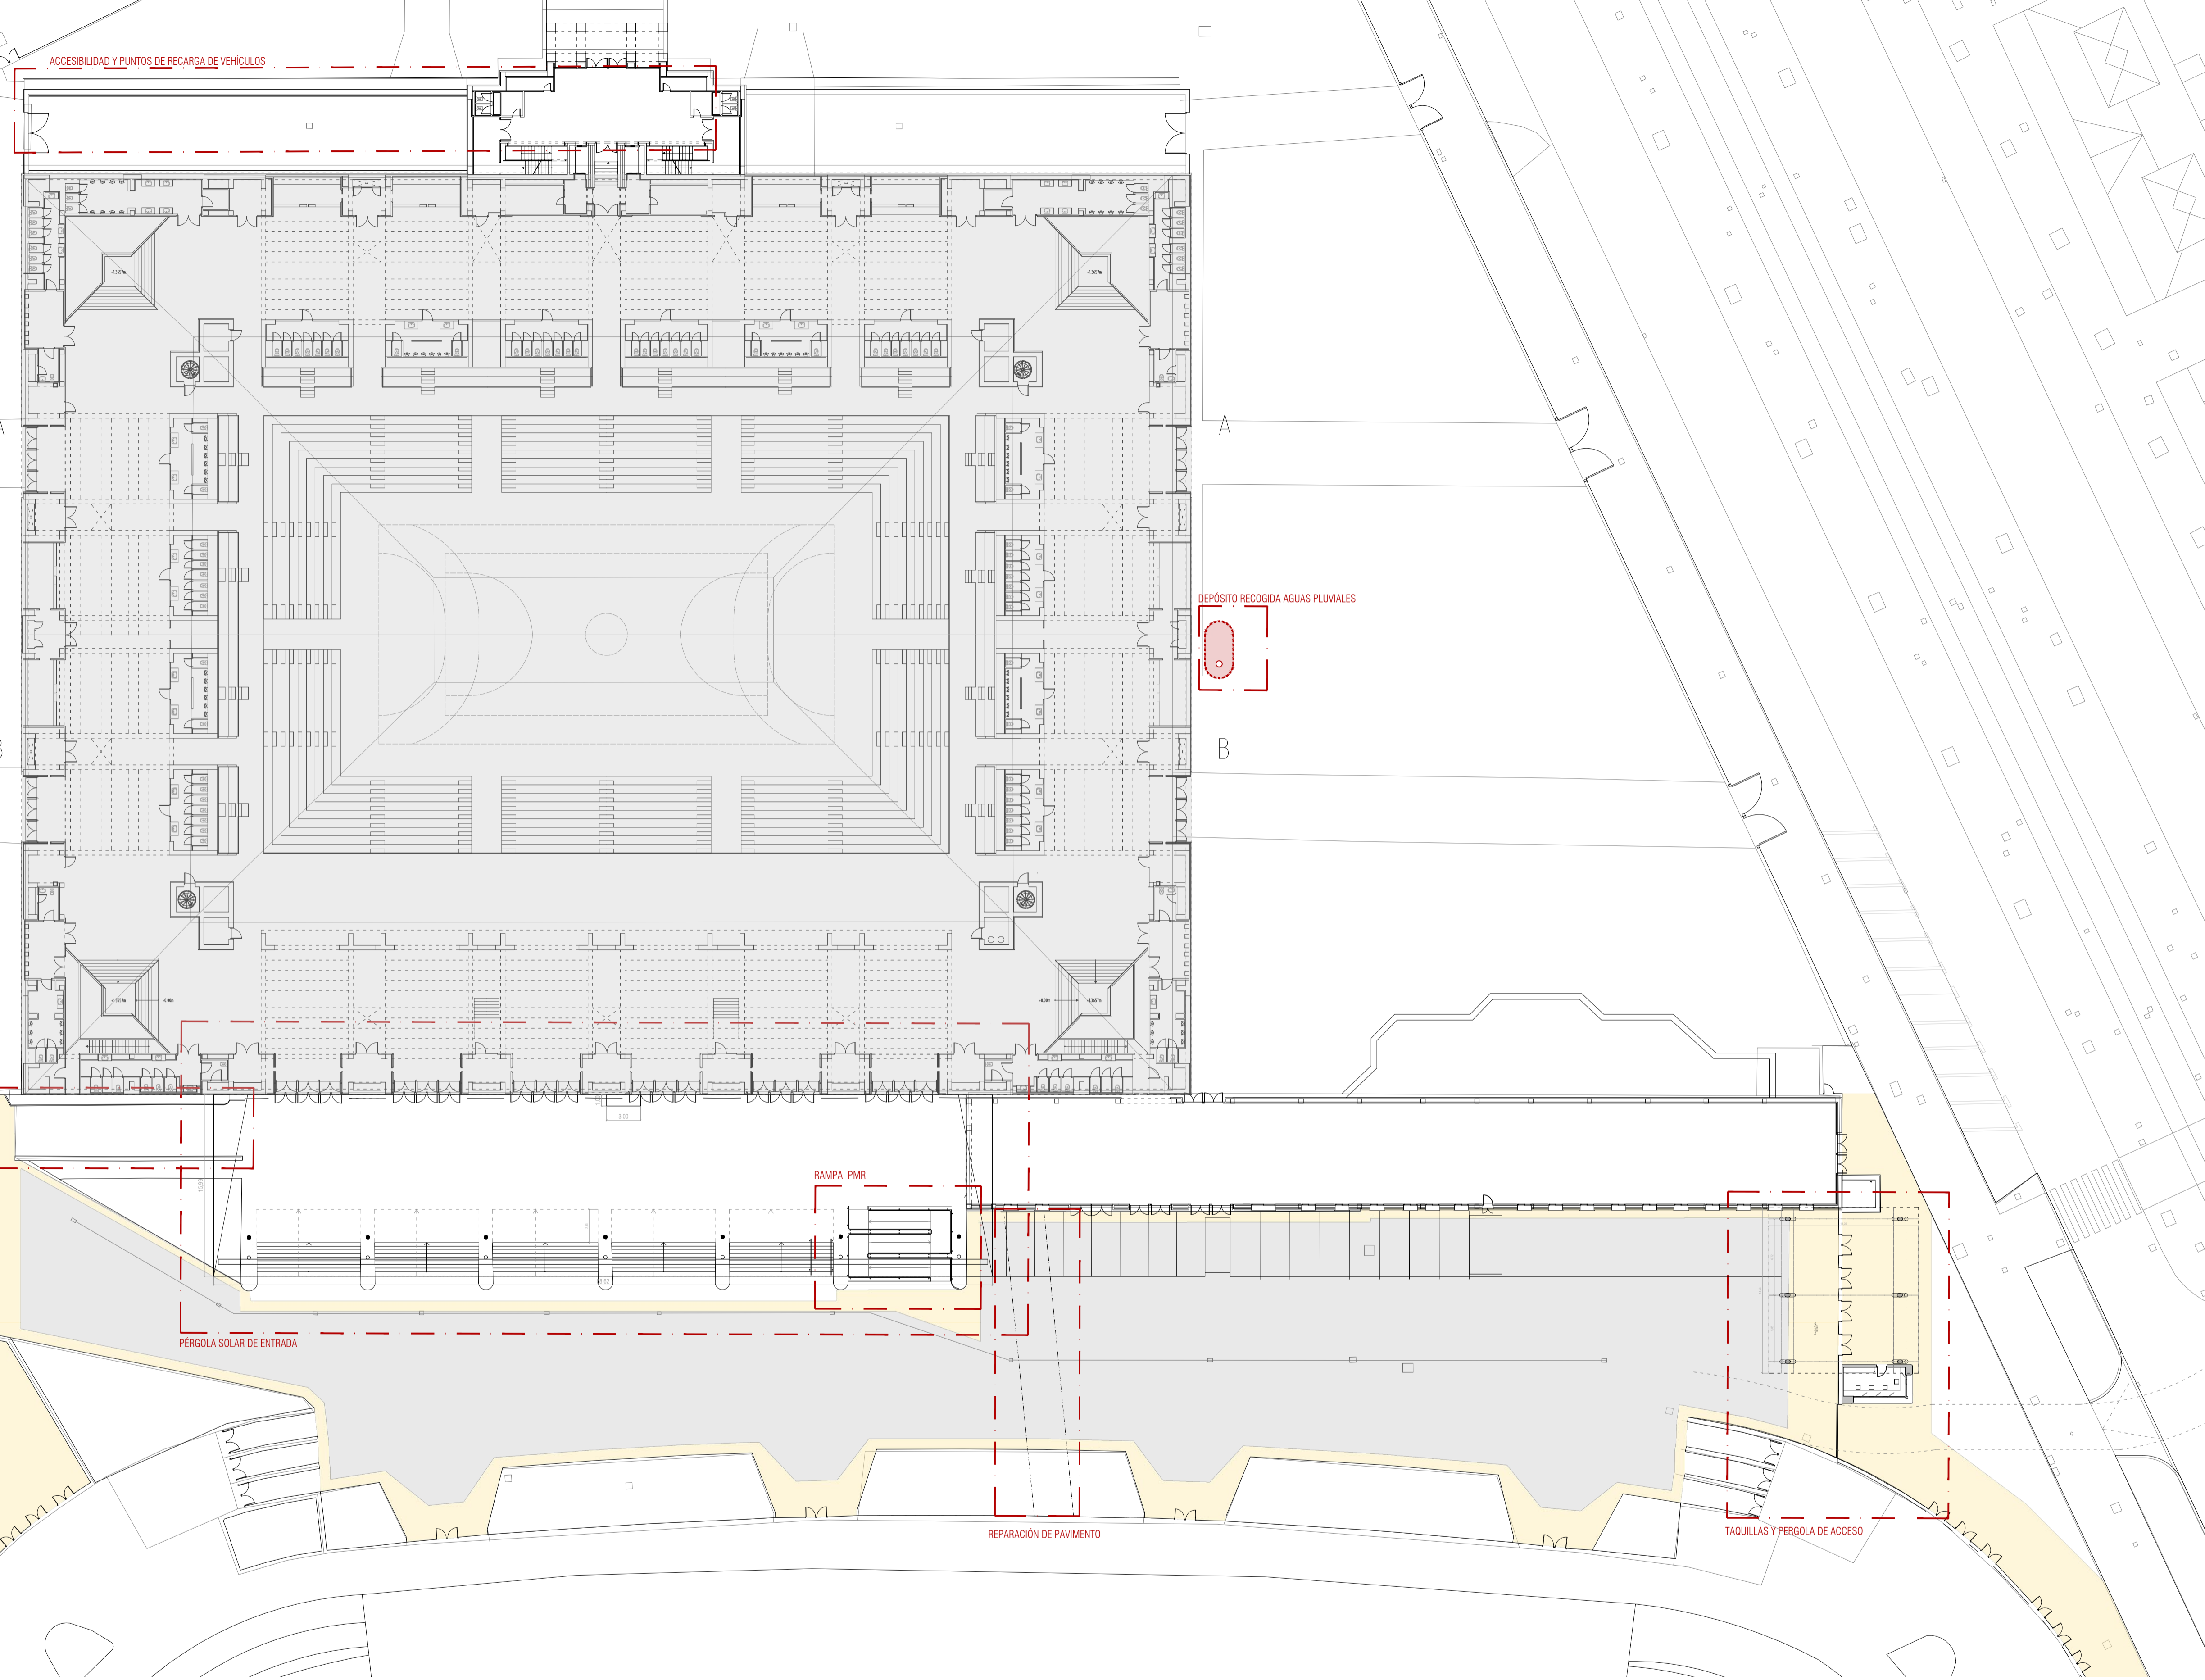 ACCESIBILIDAD Y PUNTOS DE RECARGA DE VEHÍCULOS
A
DEPÓSITO RECOGIDA AGUAS PLUVIALES
B
RAMPA PMR
PÉRGOLA SOLAR DE ENTRADA
REPARACIÓN DE PAVIMENTO
TAQUILLAS Y PERGOLA DE ACCESO